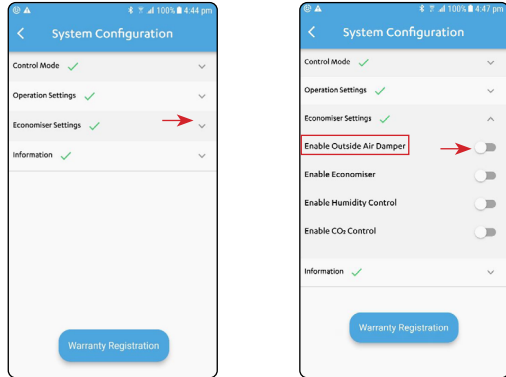 100% 4:44 pm
System Configuration
Control Mode
Operation Settings
Economiser Settings
Information
Warranty Registration
100% 4:47 pm
System Configuration
Control Mode
Operation Settings
Economiser Settings
Enable Outside Air Damper
Enable Economiser
Enable Humidity Control
Enable CO₂ Control
Information
Warranty Registration